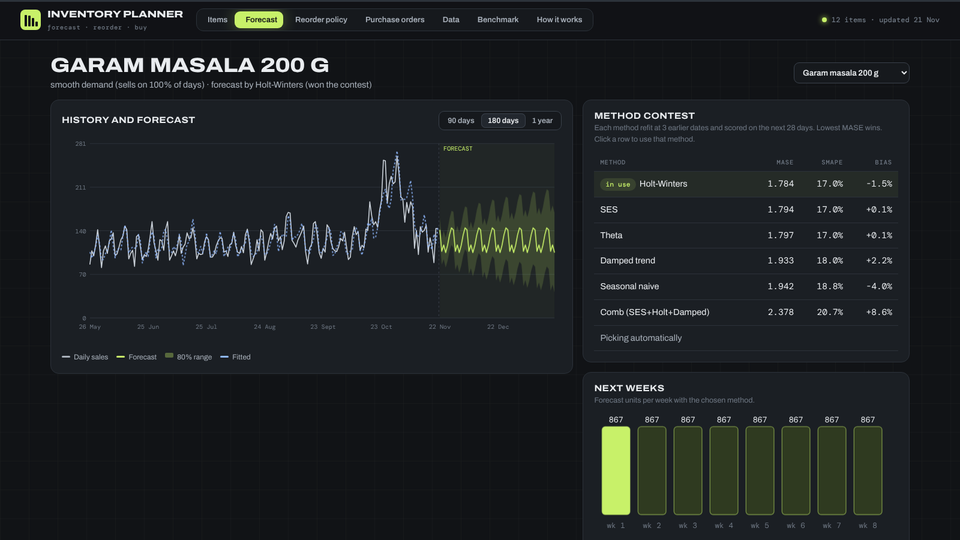 INVENTORY PLANNER
forecast · reorder · buy
Items Forecast Reorder policy Purchase orders Data Benchmark How it works
12 items · updated 21 Nov
GARAM MASALA 200 G
smooth demand (sells on 100% of days) · forecast by Holt-Winters (won the contest)
Garam masala 200 g
HISTORY AND FORECAST
90 days 180 days 1 year
FORECAST
281
211
140
70
0
26 May 25 Jun 25 Jul 24 Aug 23 Sept 23 Oct 22 Nov 22 Dec
Daily sales Forecast 80% range Fitted
METHOD CONTEST
Each method refit at 3 earlier dates and scored on the next 28 days. Lowest MASE wins.
Click a row to use that method.
METHOD MASE SMAPE BIAS
in use Holt-Winters 1.784 17.0% -1.5%
SES 1.794 17.0% +0.1%
Theta 1.797 17.0% +0.1%
Damped trend 1.933 18.0% +2.2%
Seasonal naive 1.942 18.8% -4.0%
Comb (SES+Holt+Damped) 2.378 20.7% +8.6%
Picking automatically
NEXT WEEKS
Forecast units per week with the chosen method.
867 867 867 867 867 867 867 867
wk 1 wk 2 wk 3 wk 4 wk 5 wk 6 wk 7 wk 8